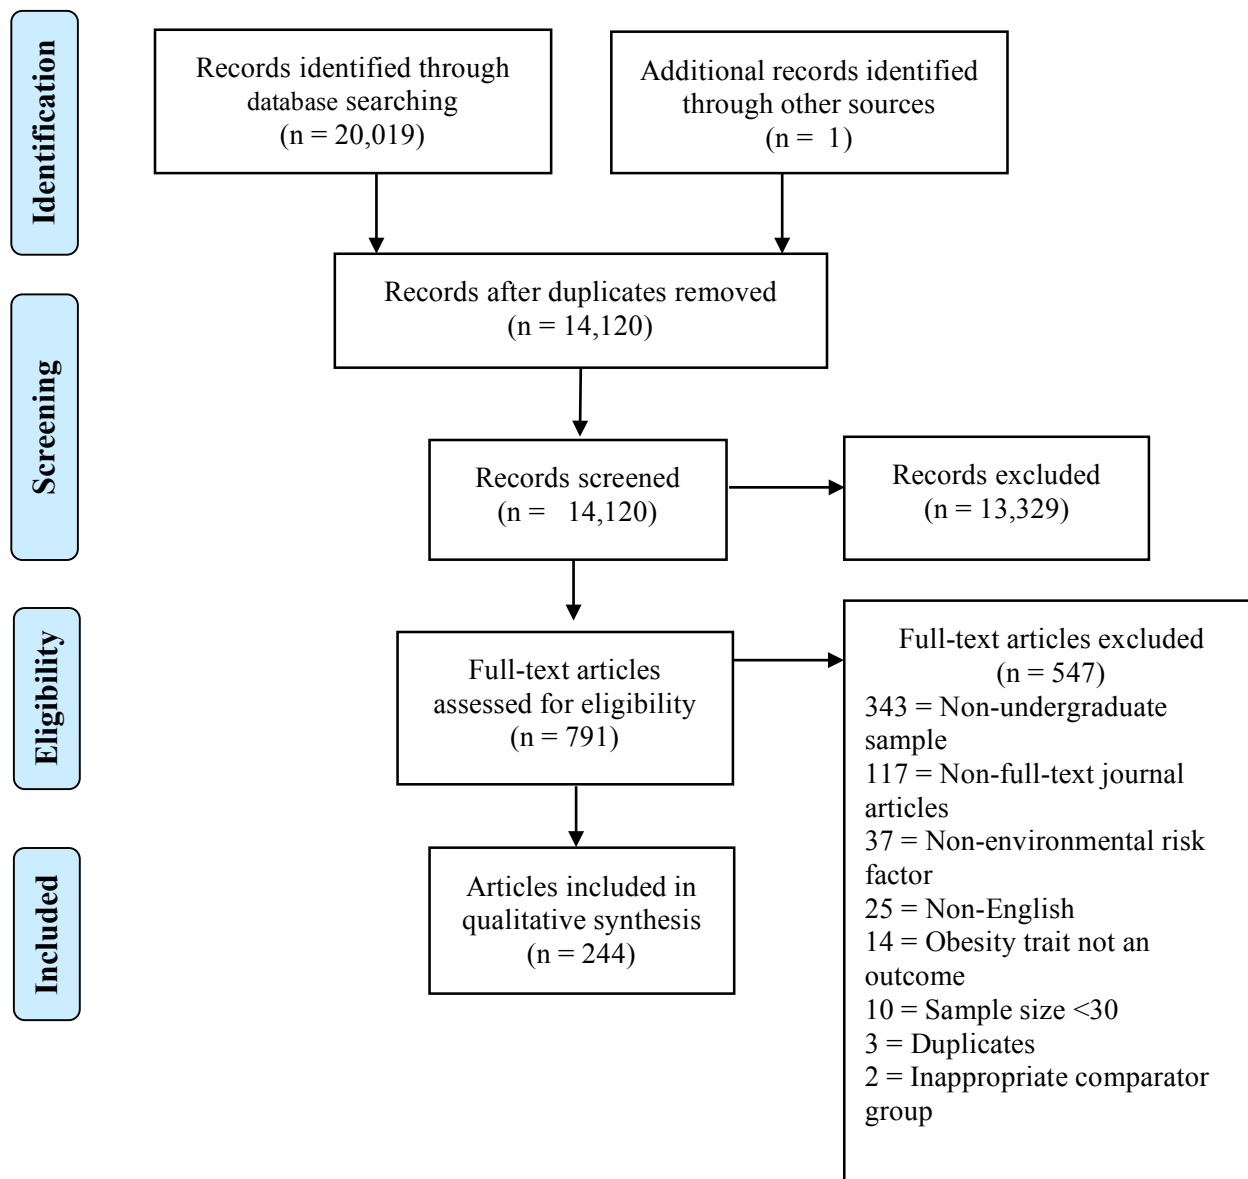 Identification
Records identified through
database searching
(n = 20,019)
Additional records identified
through other sources
(n = 1)
Records after duplicates removed
(n = 14,120)
Screening
Records screened
(n = 14,120)
Records excluded
(n = 13,329)
Eligibility
Full-text articles
assessed for eligibility
(n = 791)
Full-text articles excluded
(n = 547)
343 = Non-undergraduate
sample
117 = Non-full-text journal
articles
37 = Non-environmental risk
factor
25 = Non-English
14 = Obesity trait not an
outcome
10 = Sample size <30
3 = Duplicates
2 = Inappropriate comparator
group
Included
Articles included in
qualitative synthesis
(n = 244)